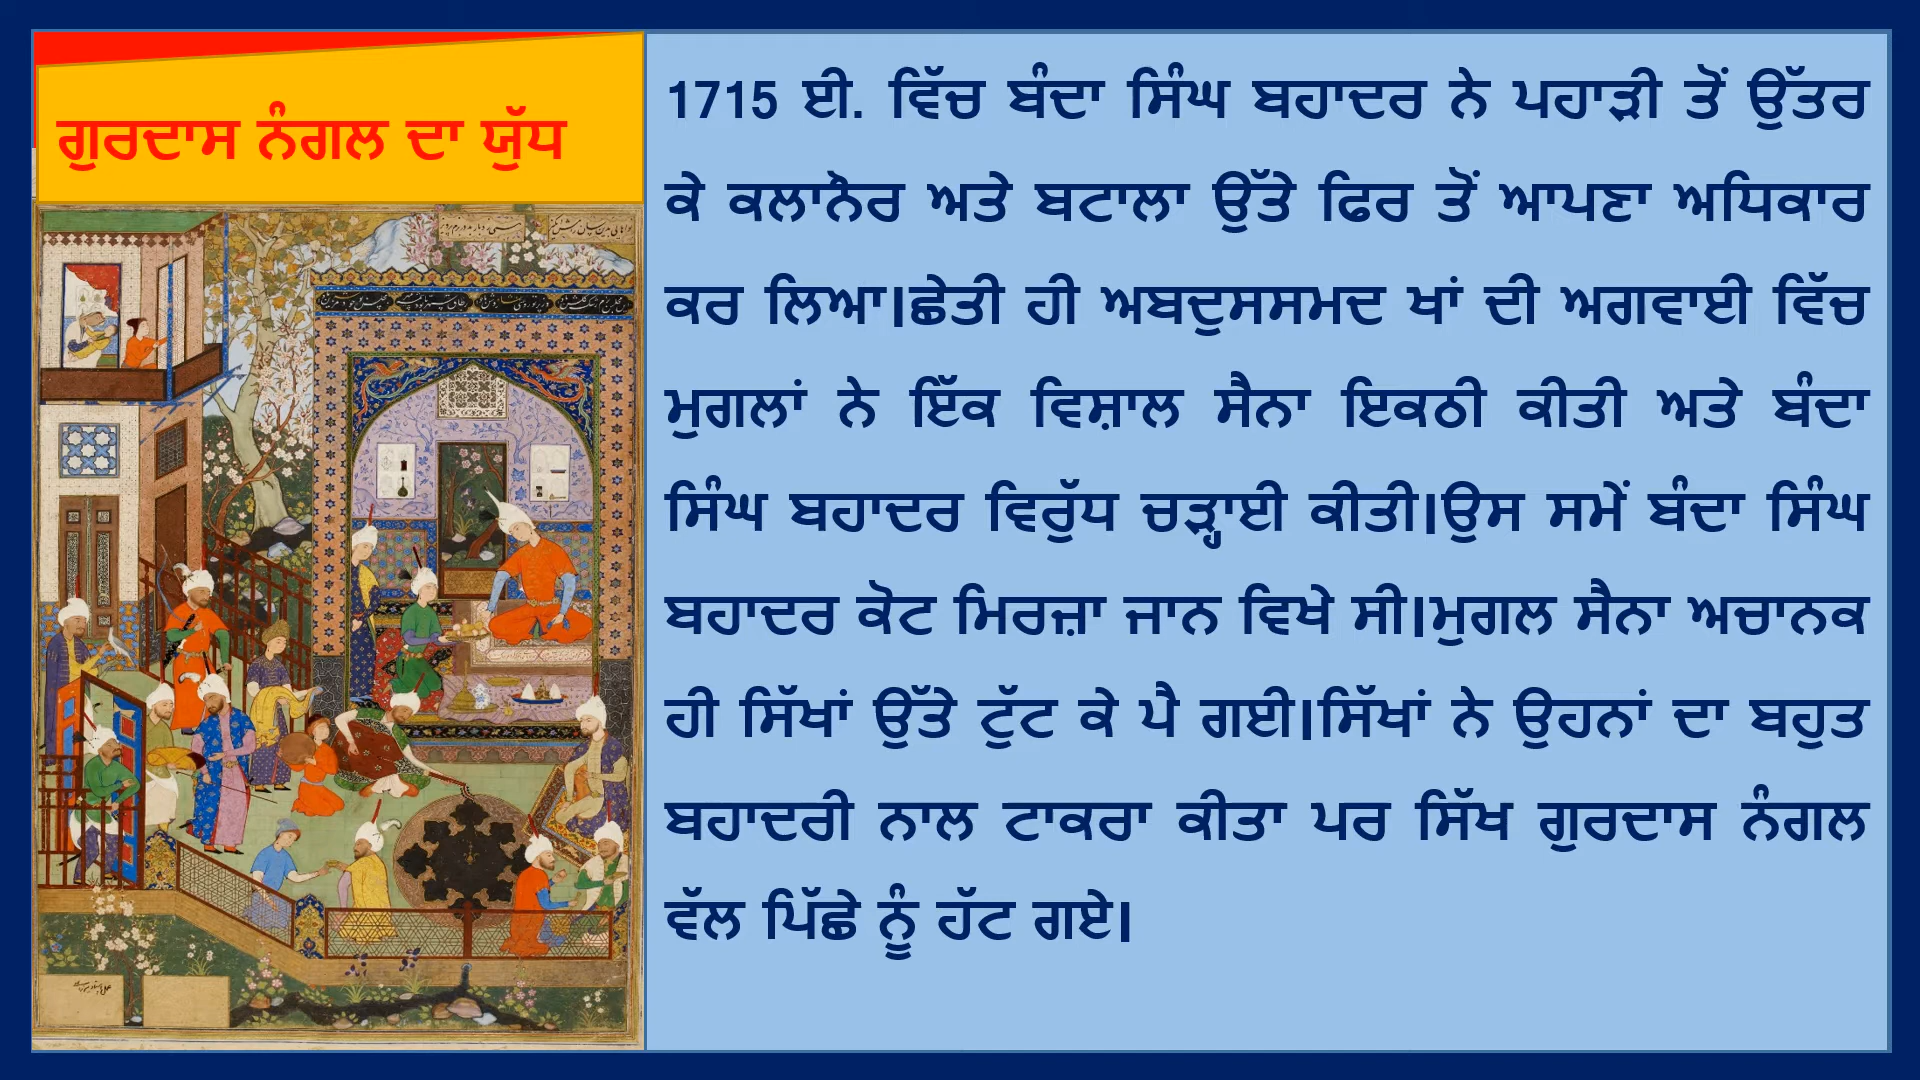 ਗੁਰਦਾਸ ਨੰਗਲ ਦਾ ਯੁੱਧ
1715 ਈ. ਵਿੱਚ ਬੰਦਾ ਸਿੰਘ ਬਹਾਦਰ ਨੇ ਪਹਾੜੀ ਤੋਂ ਉੱਤਰ
ਕੇ ਕਲਾਨੌਰ ਅਤੇ ਬਟਾਲਾ ਉੱਤੇ ਫਿਰ ਤੋਂ ਆਪਣਾ ਅਧਿਕਾਰ
ਕਰ ਲਿਆ।ਛੇਤੀ ਹੀ ਅਬਦੁਸਸਮਦ ਖਾਂ ਦੀ ਅਗਵਾਈ ਵਿੱਚ
ਮੁਗਲਾਂ ਨੇ ਇੱਕ ਵਿਸ਼ਾਲ ਸੈਨਾ ਇਕਠੀ ਕੀਤੀ ਅਤੇ ਬੰਦਾ
ਸਿੰਘ ਬਹਾਦਰ ਵਿਰੁੱਧ ਚੜ੍ਹਾਈ ਕੀਤੀ।ਉਸ ਸਮੇਂ ਬੰਦਾ ਸਿੰਘ
ਬਹਾਦਰ ਕੋਟ ਮਿਰਜ਼ਾ ਜਾਨ ਵਿਖੇ ਸੀ।ਮੁਗਲ ਸੈਨਾ ਅਚਾਨਕ
ਹੀ ਸਿੱਖਾਂ ਉੱਤੇ ਟੁੱਟ ਕੇ ਪੈ ਗਈ।ਸਿੱਖਾਂ ਨੇ ਉਹਨਾਂ ਦਾ ਬਹੁਤ
ਬਹਾਦਰੀ ਨਾਲ ਟਾਕਰਾ ਕੀਤਾ ਪਰ ਸਿੱਖ ਗੁਰਦਾਸ ਨੰਗਲ
ਵੱਲ ਪਿੱਛੇ ਨੂੰ ਹੱਟ ਗਏ।